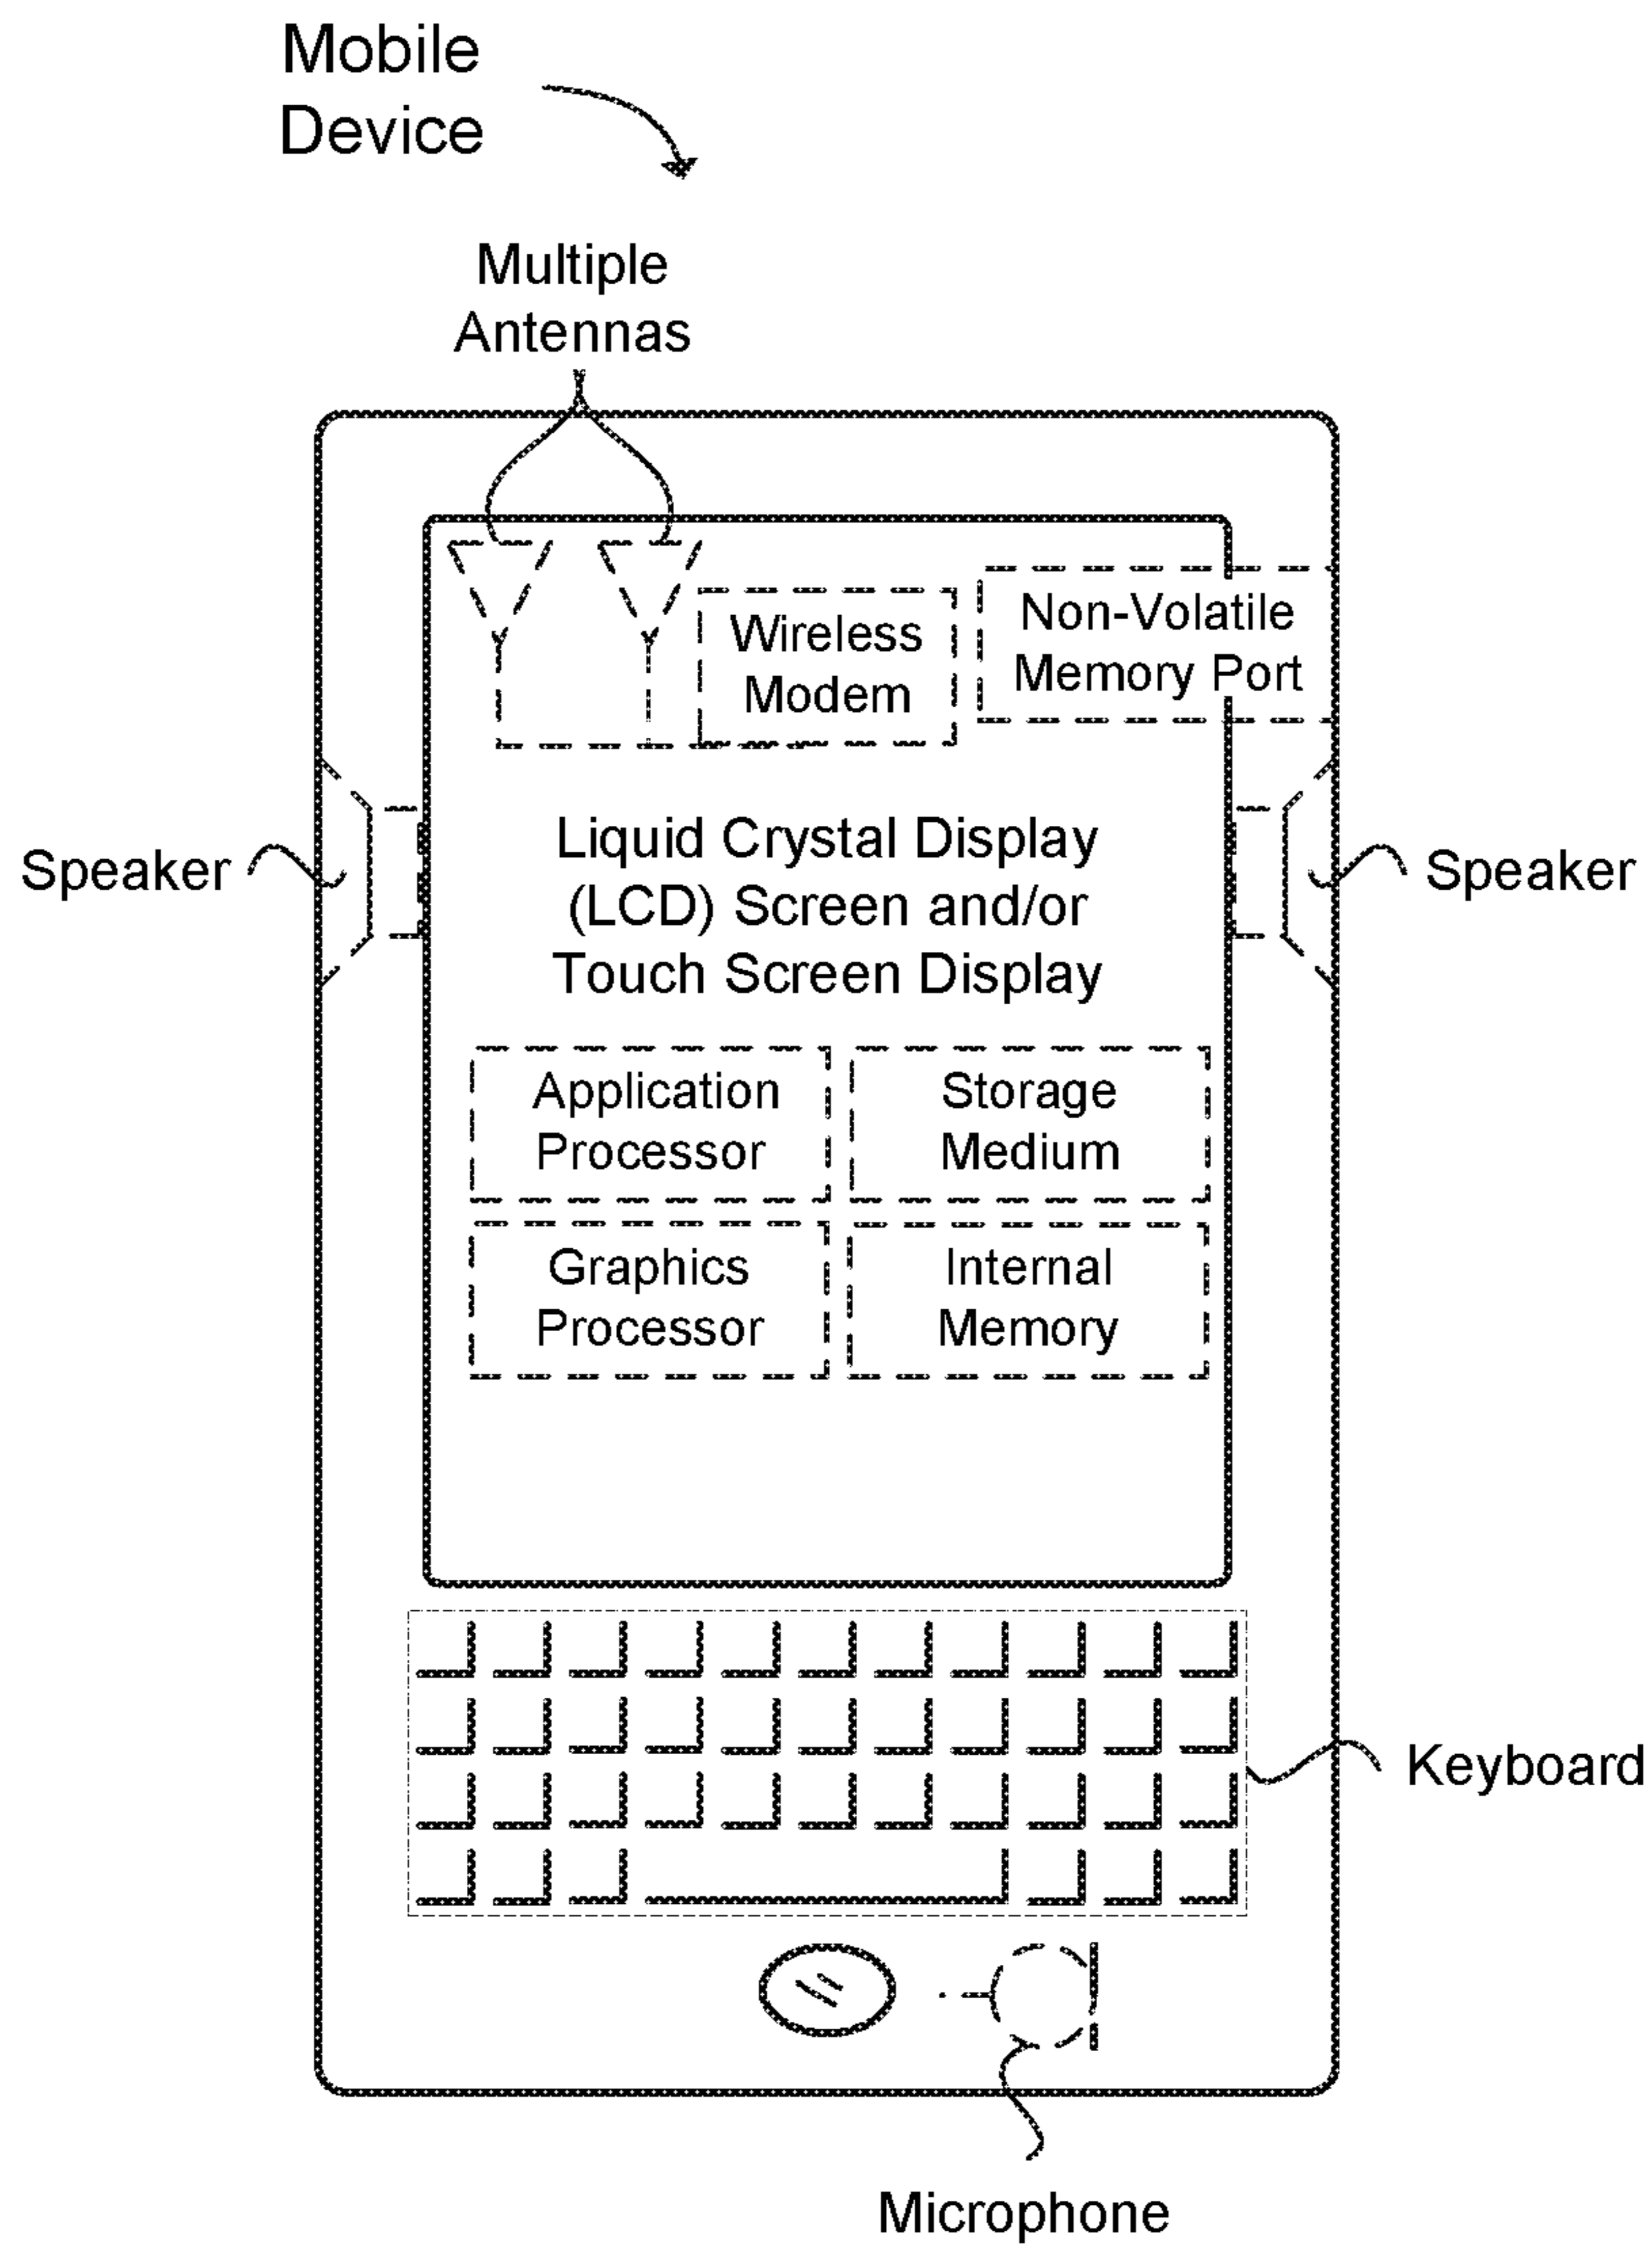 Mobile
Device
Multiple
Antennas
Wireless
Modem
Non-Volatile
Memory Port
Speaker
Liquid Crystal Display
(LCD) Screen and/or
Touch Screen Display
Speaker
Application
Processor
Storage
Medium
Graphics
Processor
Internal
Memory
Keyboard
Microphone